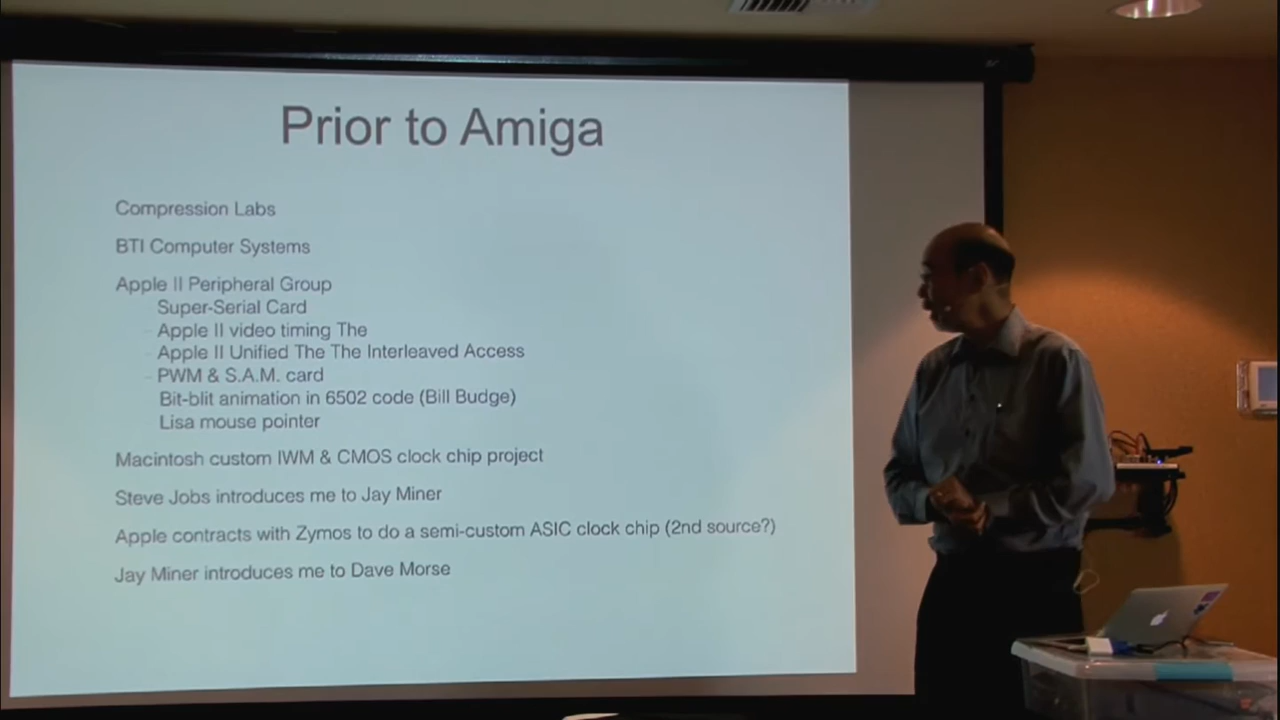 Prior to Amiga
Compression Labs
BTI Computer Systems
Apple II Peripheral Group
Super-Serial Card
- Apple II video timing The
- Apple II Unified The The Interleaved Access
- PWM & S.A.M. card
Bit-blit animation in 6502 code (Bill Budge)
Lisa mouse pointer
Macintosh custom IWM & CMOS clock chip project
Steve Jobs introduces me to Jay Miner
Apple contracts with Zymos to do a semi-custom ASIC clock chip (2nd source?)
Jay Miner introduces me to Dave Morse